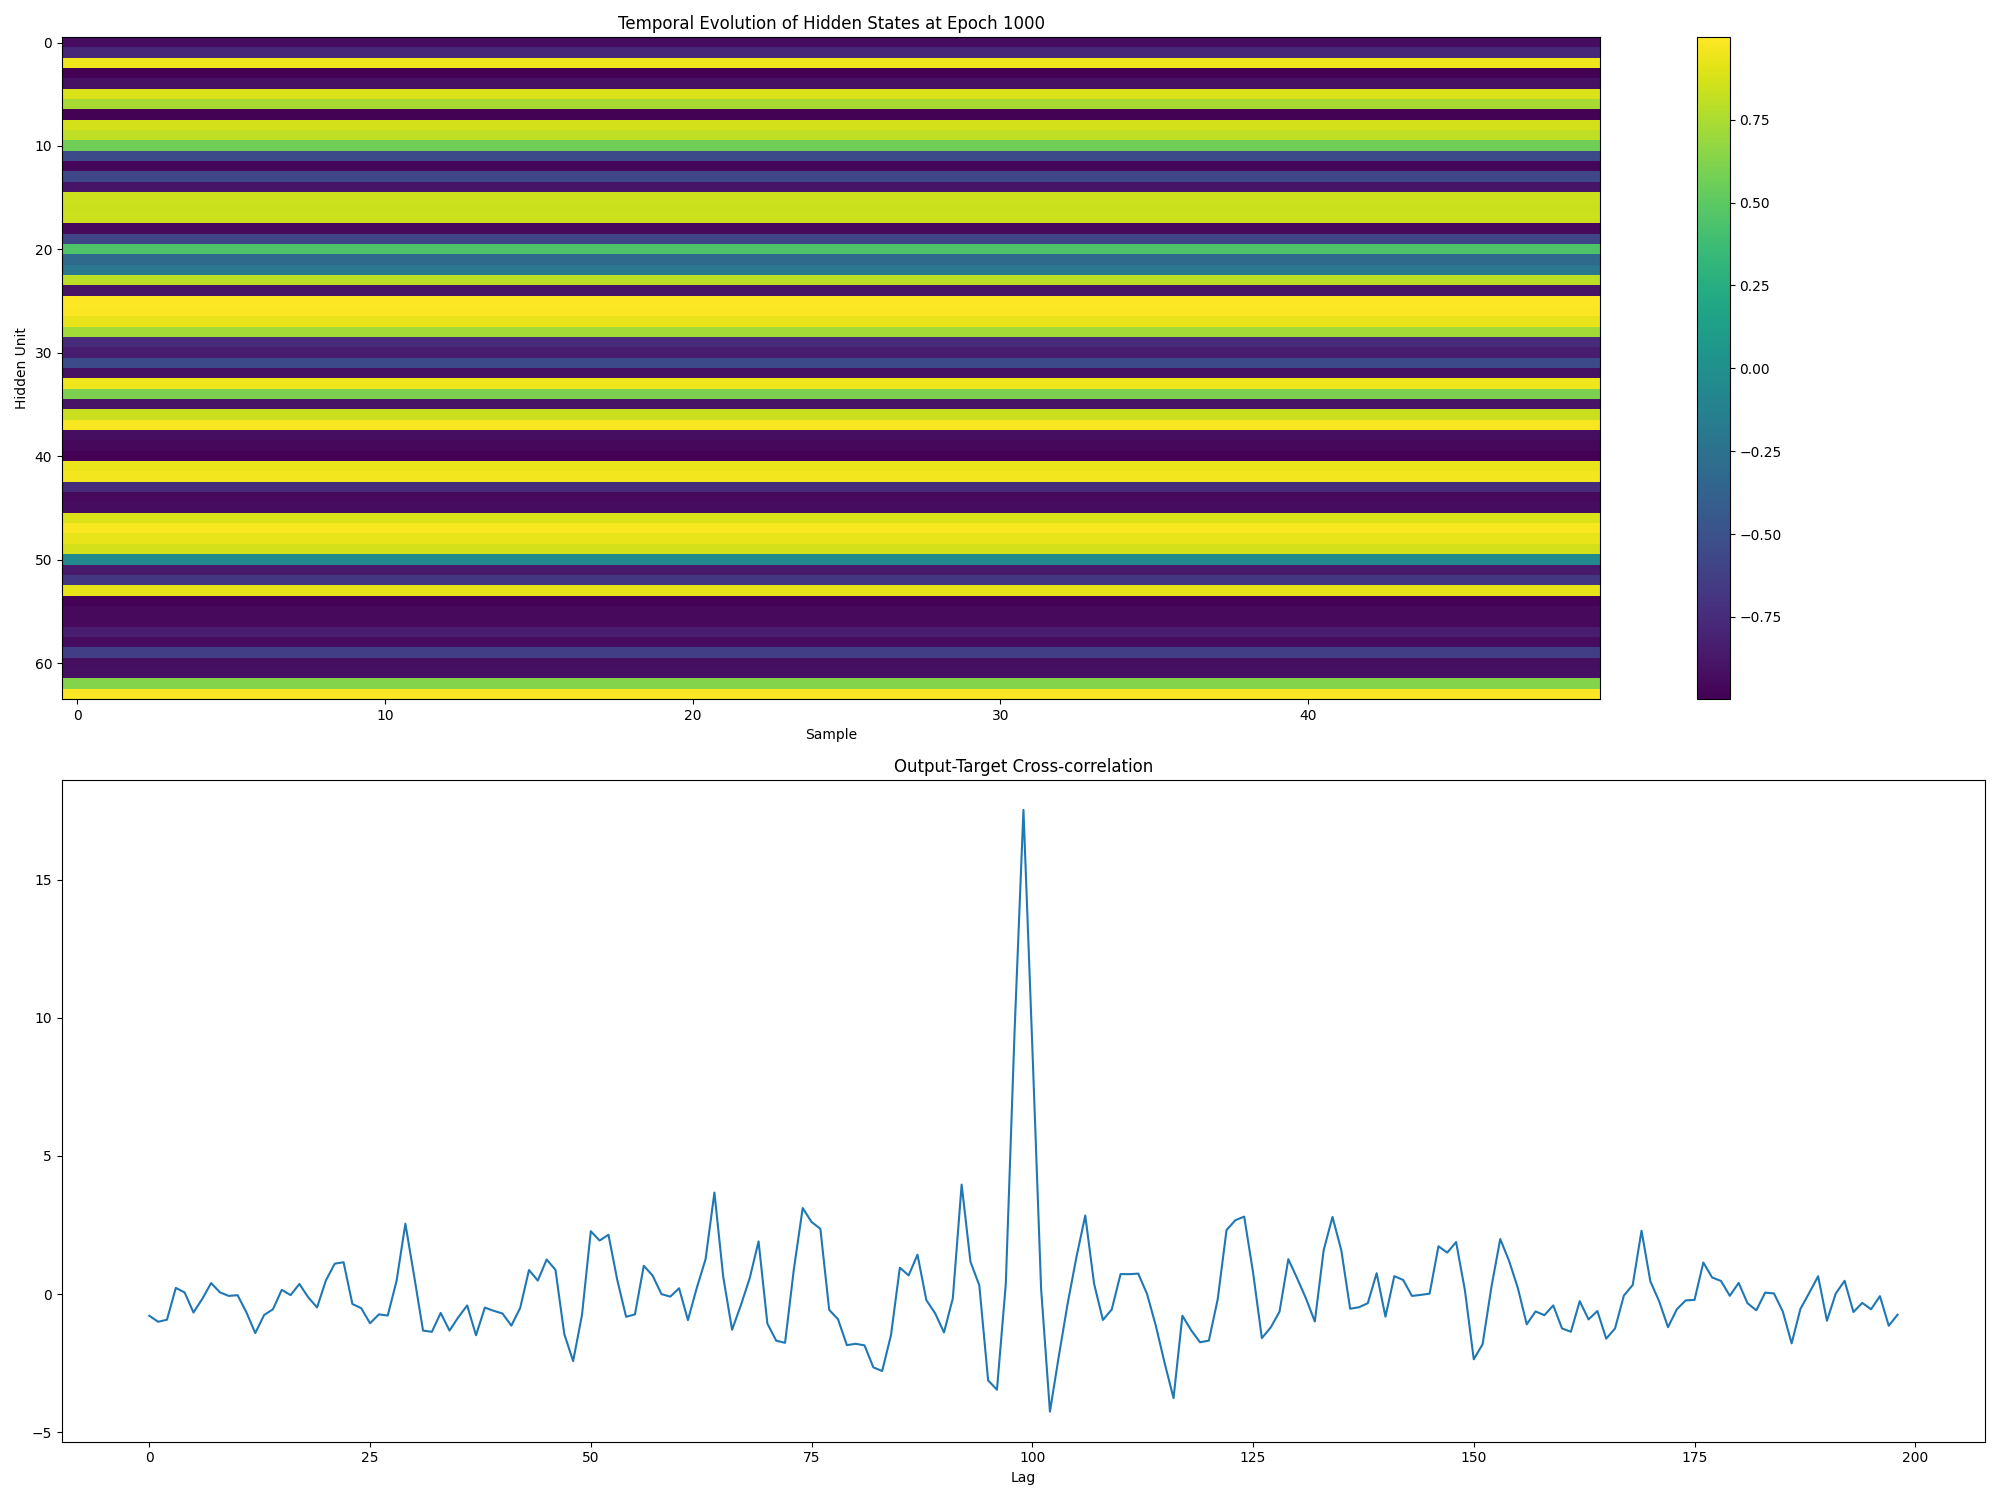 Temporal Evolution of Hidden States at Epoch 1000
0
10
20
30
40
50
60
Hidden Unit
0 10 20 30 40
Sample
0.75
0.50
0.25
0.00
−0.25
−0.50
−0.75
Output-Target Cross-correlation
15
10
5
0
−5
0 25 50 75 100 125 150 175 200
Lag